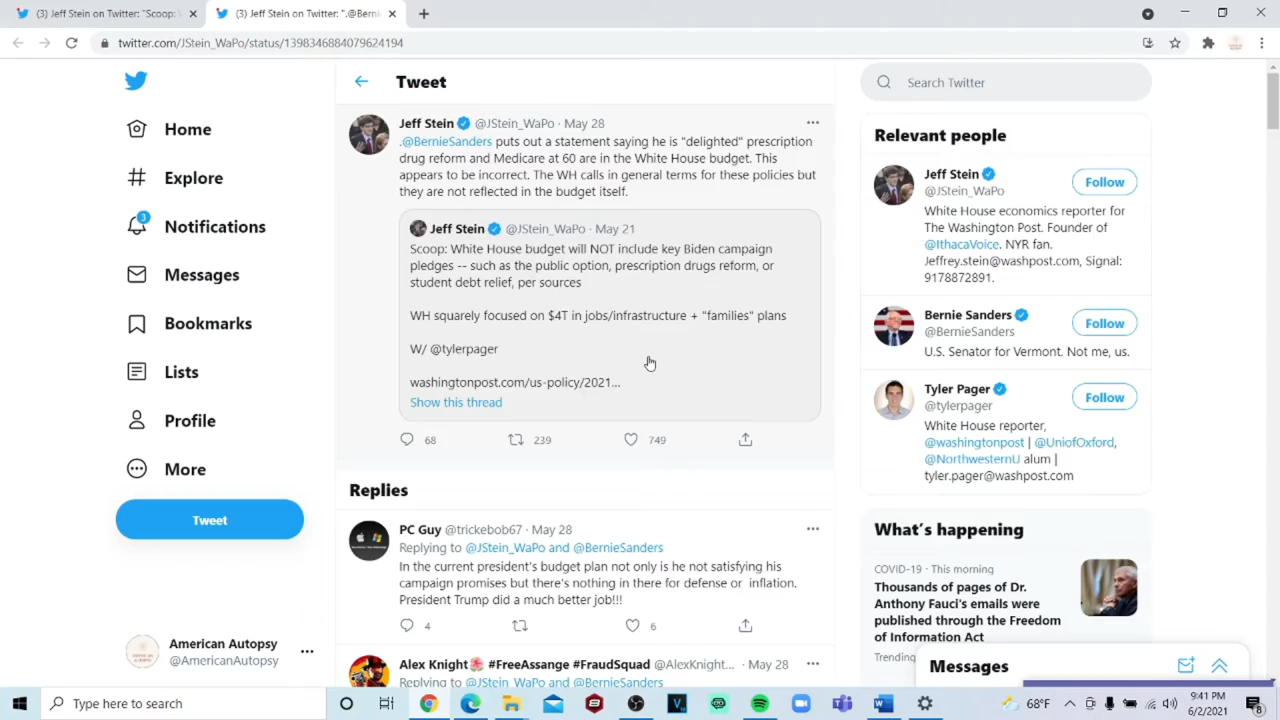 (3) Jeff Stein on Twitter: "Scoop:
(3) Jeff Stein on Twitter: ".@Berni
twitter.com/JStein_WaPo/status/1398346884079624194
Home
Explore
3
Notifications
Messages
Bookmarks
Lists
Profile
More
Tweet
American Autopsy
@AmericanAutopsy
Tweet
Jeff Stein @JStein_WaPo · May 28
.@BernieSanders puts out a statement saying he is "delighted" prescription
drug reform and Medicare at 60 are in the White House budget. This
appears to be incorrect. The WH calls in general terms for these policies but
they are not reflected in the budget itself.
Jeff Stein @JStein_WaPo · May 21
Scoop: White House budget will NOT include key Biden campaign
pledges -- such as the public option, prescription drugs reform, or
student debt relief, per sources
WH squarely focused on $4T in jobs/infrastructure + "families" plans
W/ @tylerpager
washingtonpost.com/us-policy/2021...
Show this thread
68 239 749
Replies
PC Guy @trickebob67 · May 28
Replying to @JStein_WaPo and @BernieSanders
In the current president's budget plan not only is he not satisfying his
campaign promises but there's nothing in there for defense or inflation.
President Trump did a much better job!!!
4 6
Alex Knight #FreeAssange #FraudSquad @AlexKnight... · May 28
Replying to @JStein_WaPo and @BernieSanders
Search Twitter
Relevant people
Jeff Stein
@JStein_WaPo
Follow
White House economics reporter for
The Washington Post. Founder of
@IthacaVoice. NYR fan.
Jeffrey.stein@washpost.com, Signal:
9178872891.
Bernie Sanders
@BernieSanders
Follow
U.S. Senator for Vermont. Not me, us.
Tyler Pager
@tylerpager
Follow
White House reporter,
@washingtonpost | @UniofOxford,
@NorthwesternU alum |
tyler.pager@washpost.com
What's happening
COVID-19 · This morning
Thousands of pages of Dr.
Anthony Fauci's emails were
published through the Freedom
of Information Act
Trending
Messages
Type here to search
68°F
9:41 PM
6/2/2021
8